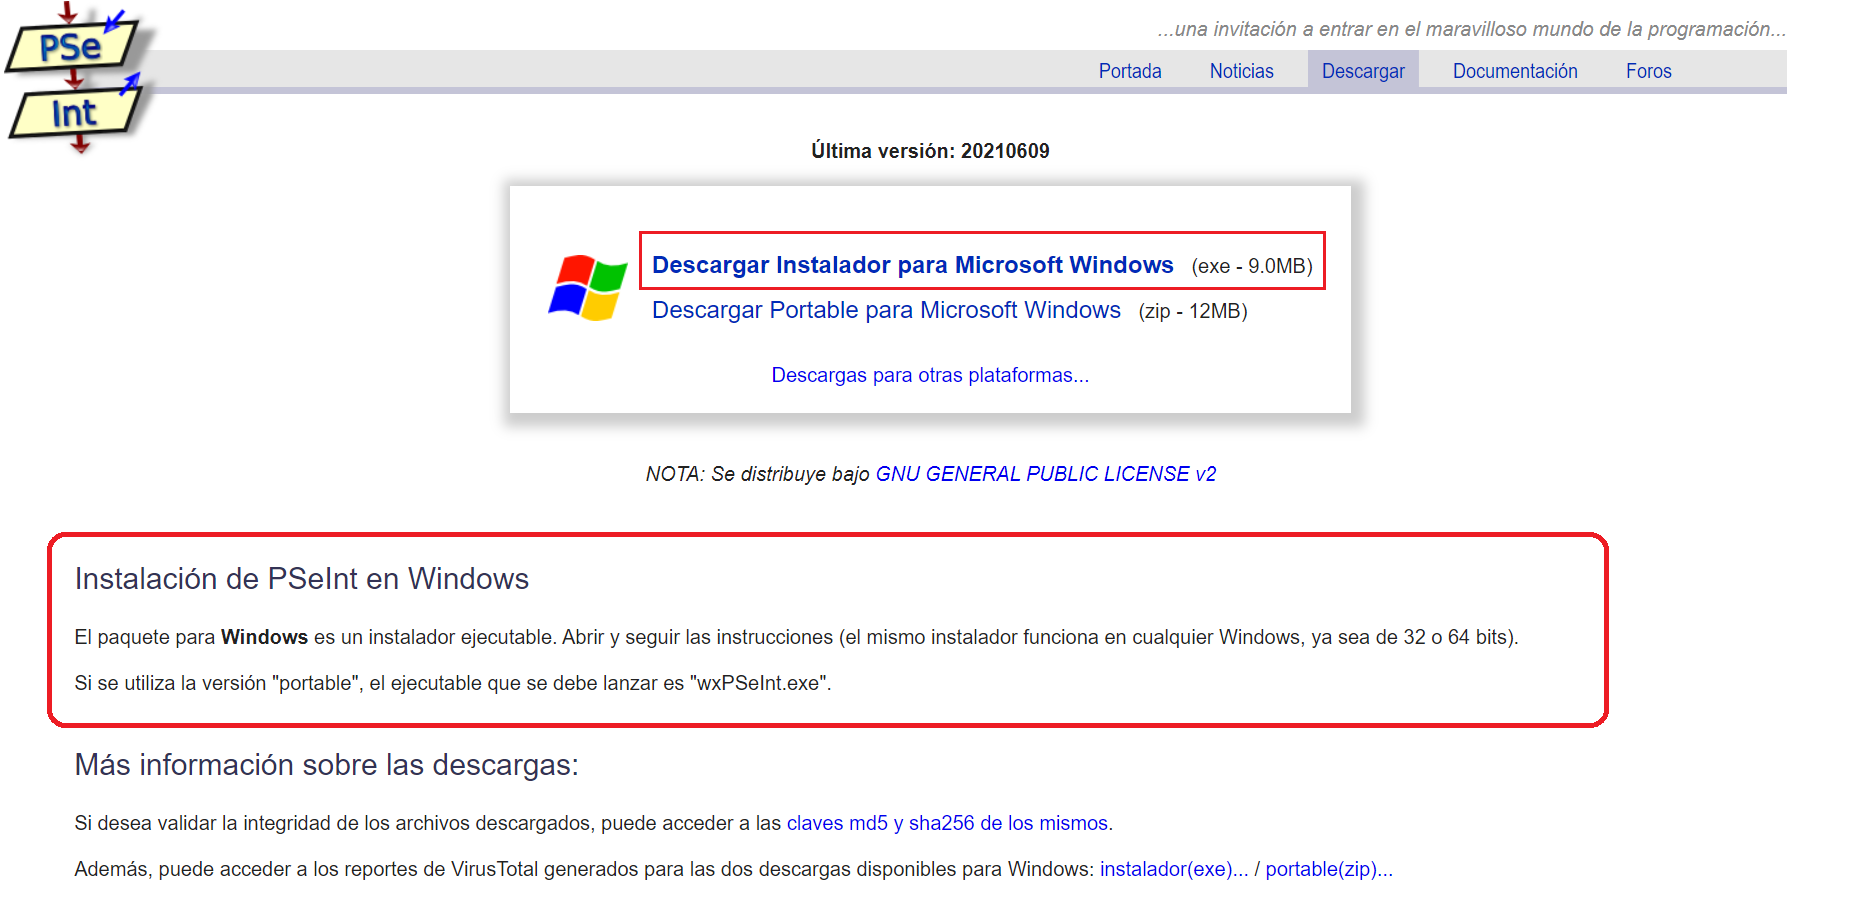 PSe
Int
...una invitación a entrar en el maravilloso mundo de la programación...
Portada Noticias Descargar Documentación Foros
Última versión: 20210609
Descargar Instalador para Microsoft Windows (exe - 9.0MB)
Descargar Portable para Microsoft Windows (zip - 12MB)
Descargas para otras plataformas...
NOTA: Se distribuye bajo GNU GENERAL PUBLIC LICENSE v2
Instalación de PSeInt en Windows
El paquete para Windows es un instalador ejecutable. Abrir y seguir las instrucciones (el mismo instalador funciona en cualquier Windows, ya sea de 32 o 64 bits).
Si se utiliza la versión "portable", el ejecutable que se debe lanzar es "wxPSeInt.exe".
Más información sobre las descargas:
Si desea validar la integridad de los archivos descargados, puede acceder a las claves md5 y sha256 de los mismos.
Además, puede acceder a los reportes de VirusTotal generados para las dos descargas disponibles para Windows: instalador(exe)... / portable(zip)...